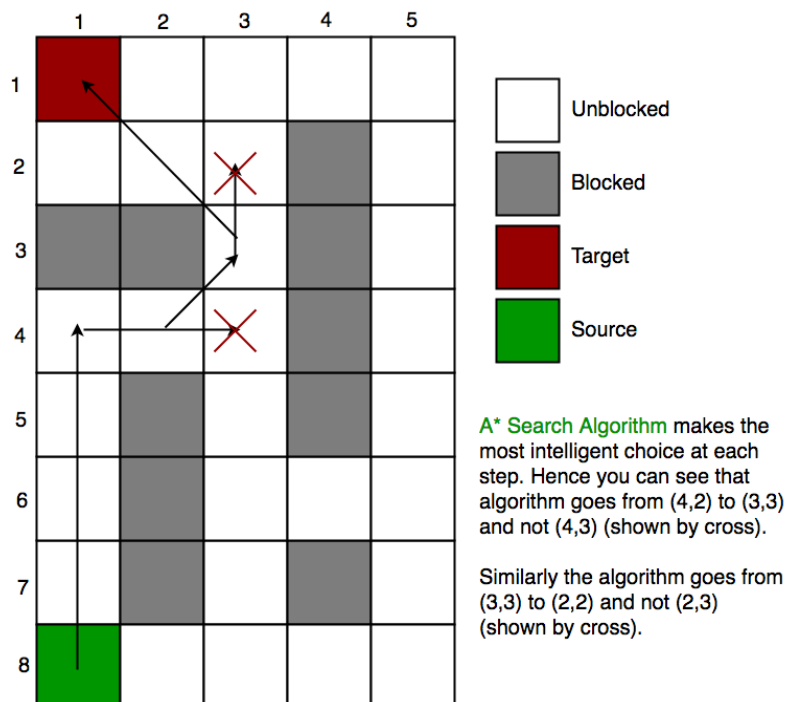 1 2 3 4 5
1
Unblocked
2
Blocked
3
Target
4
Source
5
A* Search Algorithm makes the
most intelligent choice at each
step. Hence you can see that
6
algorithm goes from (4,2) to (3,3)
and not (4,3) (shown by cross).
7
Similarly the algorithm goes from
(3,3) to (2,2) and not (2,3)
(shown by cross).
8